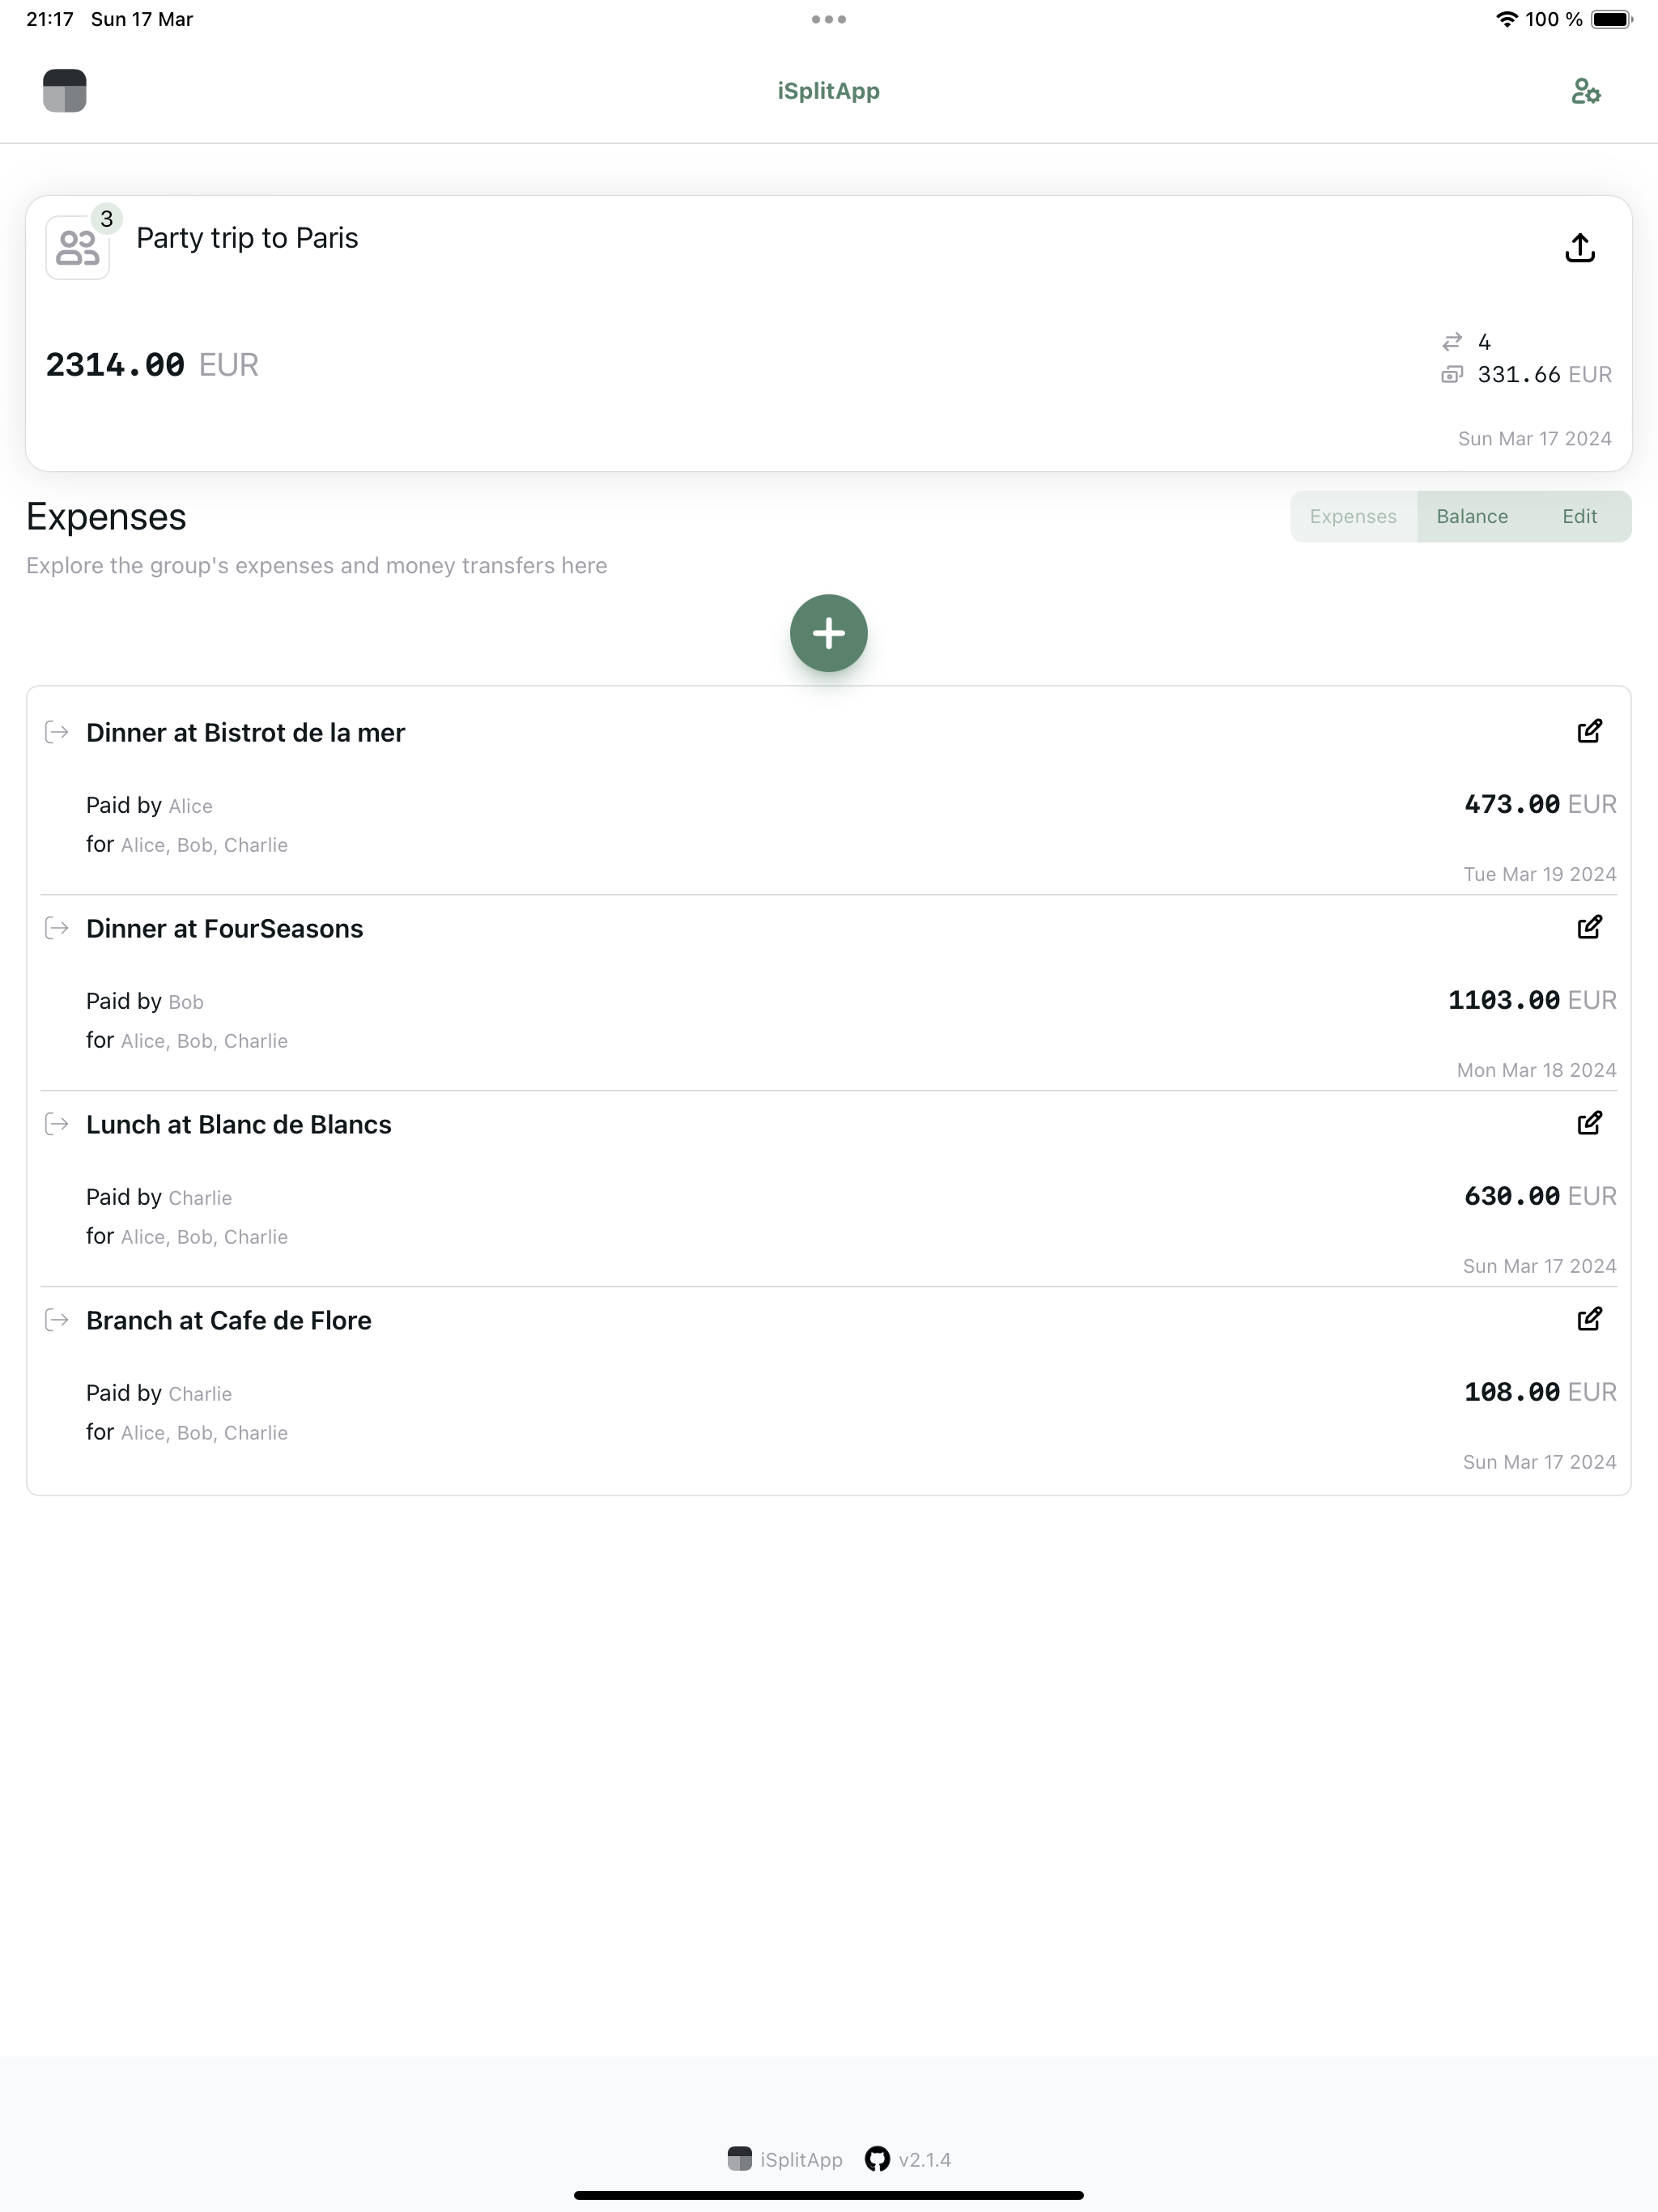 21:17 Sun 17 Mar
100 %
iSplitApp
3
Party trip to Paris
2314.00 EUR
4
331.66 EUR
Sun Mar 17 2024
Expenses
Expenses Balance Edit
Explore the group's expenses and money transfers here
Dinner at Bistrot de la mer
Paid by Alice
473.00 EUR
for Alice, Bob, Charlie
Tue Mar 19 2024
Dinner at FourSeasons
Paid by Bob
1103.00 EUR
for Alice, Bob, Charlie
Mon Mar 18 2024
Lunch at Blanc de Blancs
Paid by Charlie
630.00 EUR
for Alice, Bob, Charlie
Sun Mar 17 2024
Branch at Cafe de Flore
Paid by Charlie
108.00 EUR
for Alice, Bob, Charlie
Sun Mar 17 2024
iSplitApp v2.1.4